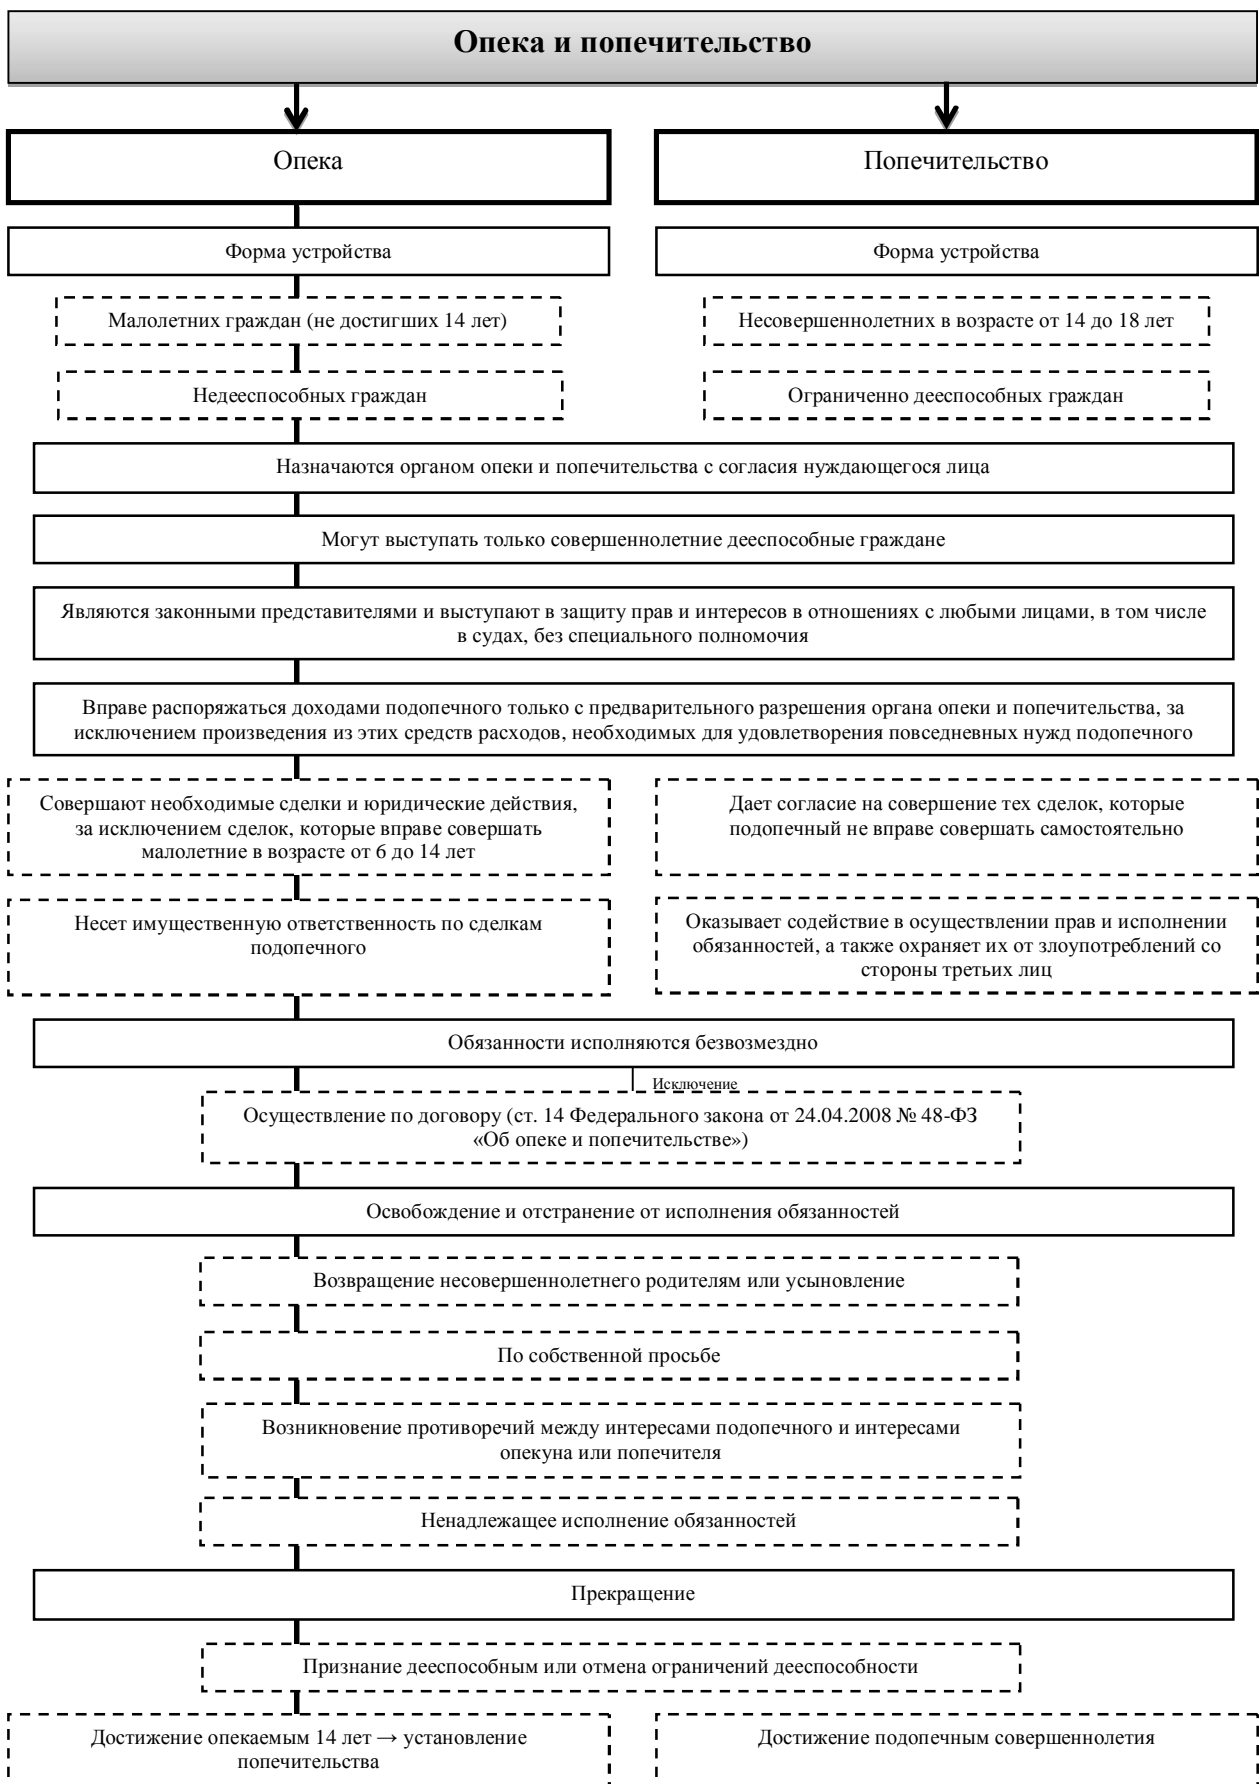 Опека и попечительство
Опека
Попечительство
Форма устройства
Форма устройства
Малолетних граждан (не достигших 14 лет)
Несовершеннолетних в возрасте от 14 до 18 лет
Недееспособных граждан
Ограниченно дееспособных граждан
Назначаются органом опеки и попечительства с согласия нуждающегося лица
Могут выступать только совершеннолетние дееспособные граждане
Являются законными представителями и выступают в защиту прав и интересов в отношениях с любыми лицами, в том числе
в судах, без специального полномочия
Вправе распоряжаться доходами подопечного только с предварительного разрешения органа опеки и попечительства, за
исключением произведения из этих средств расходов, необходимых для удовлетворения повседневных нужд подопечного
Совершают необходимые сделки и юридические действия,
за исключением сделок, которые вправе совершать
малолетние в возрасте от 6 до 14 лет
Дает согласие на совершение тех сделок, которые
подопечный не вправе совершать самостоятельно
Несет имущественную ответственность по сделкам
подопечного
Оказывает содействие в осуществлении прав и исполнении
обязанностей, а также охраняет их от злоупотреблений со
стороны третьих лиц
Обязанности исполняются безвозмездно
Исключение
Осуществление по договору (ст. 14 Федерального закона от 24.04.2008 № 48-ФЗ
«Об опеке и попечительстве»)
Освобождение и отстранение от исполнения обязанностей
Возвращение несовершеннолетнего родителям или усыновление
По собственной просьбе
Возникновение противоречий между интересами подопечного и интересами
опекуна или попечителя
Ненадлежащее исполнение обязанностей
Прекращение
Признание дееспособным или отмена ограничений дееспособности
Достижение опекаемым 14 лет → установление
попечительства
Достижение подопечным совершеннолетия